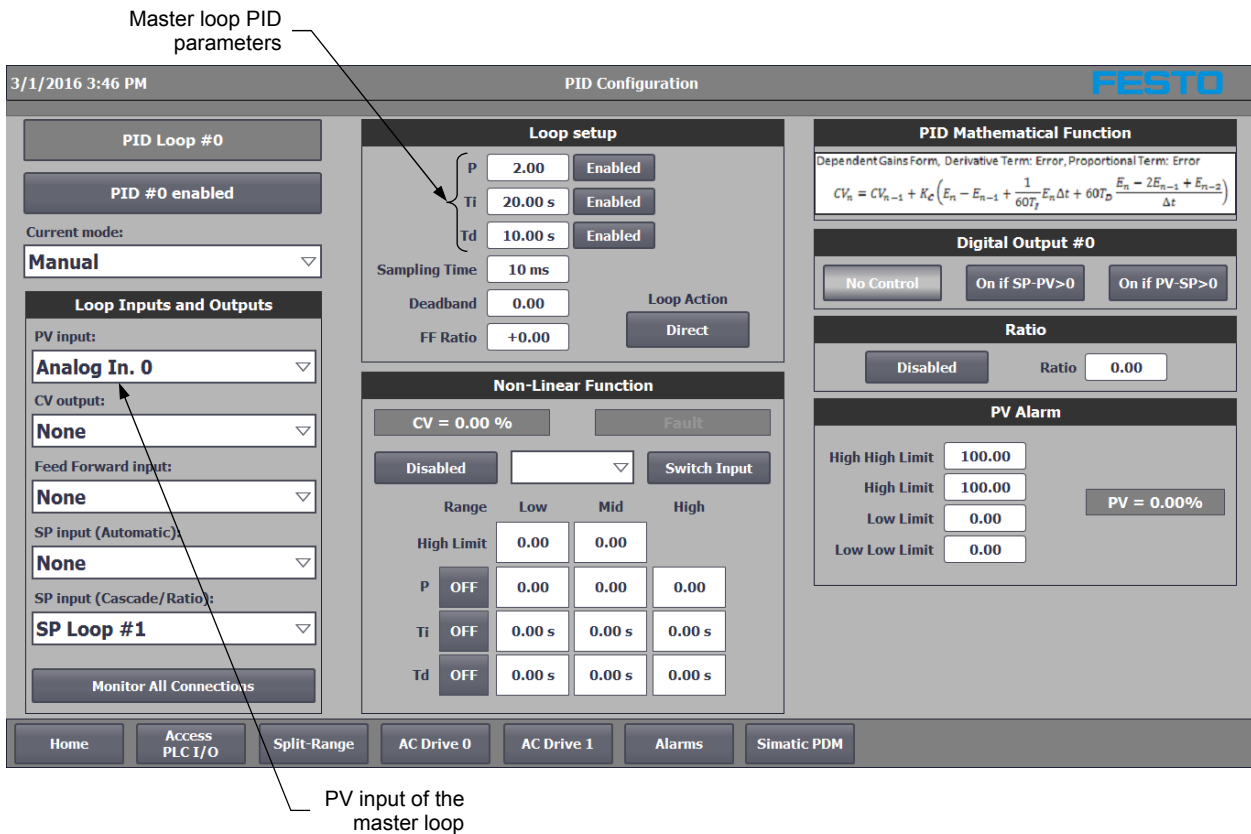 Master loop PID
parameters
3/1/2016 3:46 PM
PID Configuration
FESTO
PID Loop #0
PID #0 enabled
Current mode:
Manual
Loop Inputs and Outputs
PV input:
Analog In. 0
CV output:
None
Feed Forward input:
None
SP input (Automatic):
None
SP input (Cascade/Ratio):
SP Loop #1
Monitor All Connections
Loop setup
P 2.00 Enabled
Ti 20.00 s Enabled
Td 10.00 s Enabled
Sampling Time 10 ms
Deadband 0.00
FF Ratio +0.00
Loop Action
Direct
Non-Linear Function
CV = 0.00 % Fault
Disabled Switch Input
Range Low Mid High
High Limit 0.00 0.00
P OFF 0.00 0.00 0.00
Ti OFF 0.00 s 0.00 s 0.00 s
Td OFF 0.00 s 0.00 s 0.00 s
PID Mathematical Function
Dependent Gains Form, Derivative Term: Error, Proportional Term: Error
CVₙ = CVₙ₋₁ + K_C(Eₙ − Eₙ₋₁ + 1/(60T_I) EₙΔt + 60T_D (Eₙ − 2Eₙ₋₁ + Eₙ₋₂)/Δt)
Digital Output #0
No Control On if SP-PV>0 On if PV-SP>0
Ratio
Disabled Ratio 0.00
PV Alarm
High High Limit 100.00
High Limit 100.00
Low Limit 0.00
Low Low Limit 0.00
PV = 0.00%
Home
Access
PLC I/O
Split-Range
AC Drive 0
AC Drive 1
Alarms
Simatic PDM
PV input of the
master loop